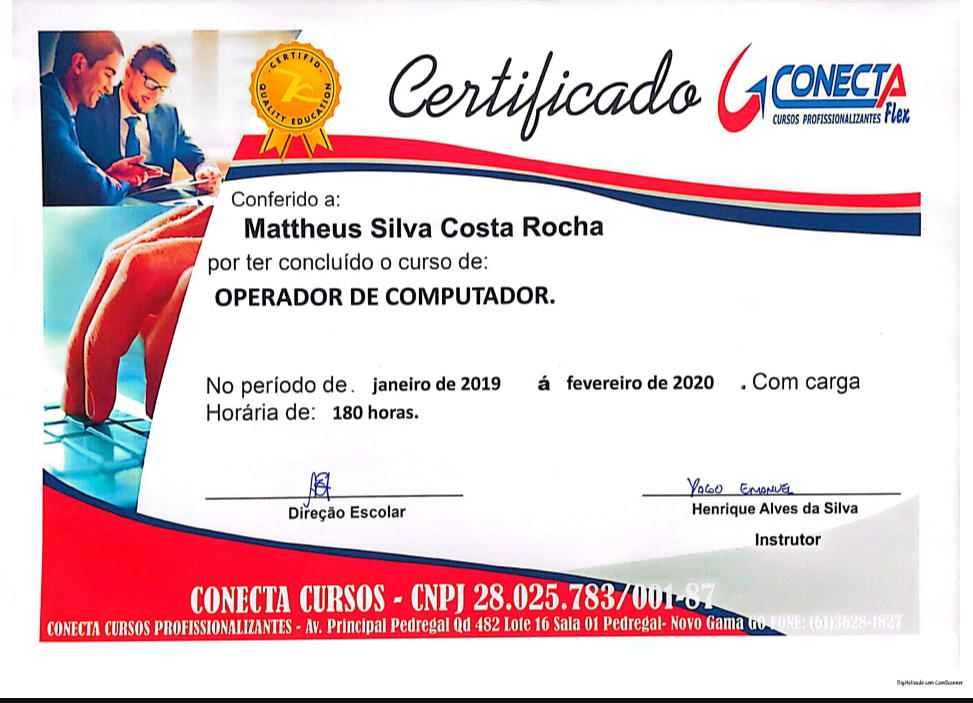 CERTIFIED
QUALITY EDUCATION
Certificado
CONECTA
CURSOS PROFISSIONALIZANTES Flex
Conferido a:
Mattheus Silva Costa Rocha
por ter concluído o curso de:
OPERADOR DE COMPUTADOR.
No período de. janeiro de 2019 á fevereiro de 2020 . Com carga
Horária de: 180 horas.
Direção Escolar
Yago Emanuel
Henrique Alves da Silva
Instrutor
CONECTA CURSOS - CNPJ 28.025.783/001-87
CONECTA CURSOS PROFISSIONALIZANTES - Av. Principal Pedregal Qd 482 Lote 16 Sala 01 Pedregal- Novo Gama GO FONE: (61)3628-1827
Digitalizado com CamScanner